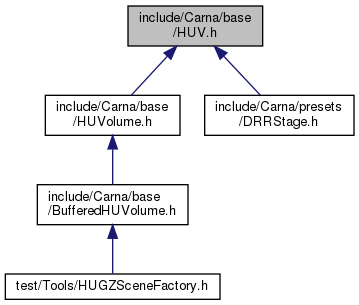 include/Carna/base
/HUV.h
include/Carna/base
/HUVolume.h
include/Carna/presets
/DRRStage.h
include/Carna/base
/BufferedHUVolume.h
test/Tools/HUGZSceneFactory.h